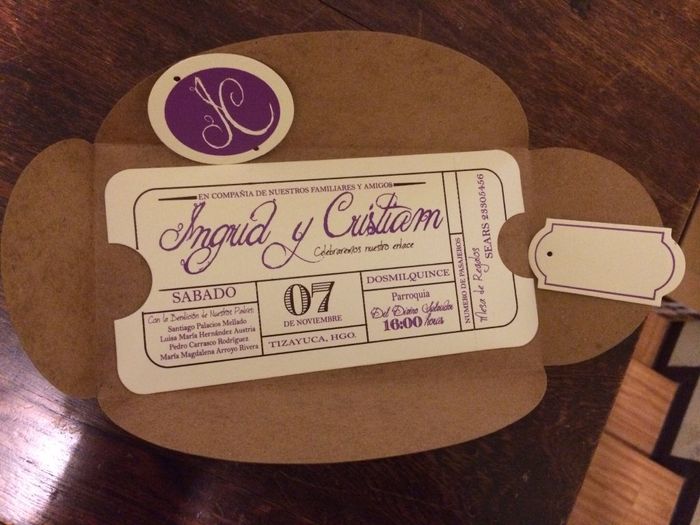 IC
EN COMPAÑIA DE NUESTROS FAMILIARES Y AMIGOS
Ingrid y Cristiam
Celebraremos nuestro enlace
SABADO
Con la Bendición de Nuestros Padres:
Santiago Palacios Mellado
Luisa María Hernández Austria
Pedro Carrasco Rodríguez
María Magdalena Arroyo Rivera
07
DE NOVIEMBRE
TIZAYUCA, HGO.
DOSMILQUINCE
Parroquia
Del Divino Salvador
16:00 horas
NUMERO DE PASAJEROS
Mesa de Regalos
SEARS 23305456